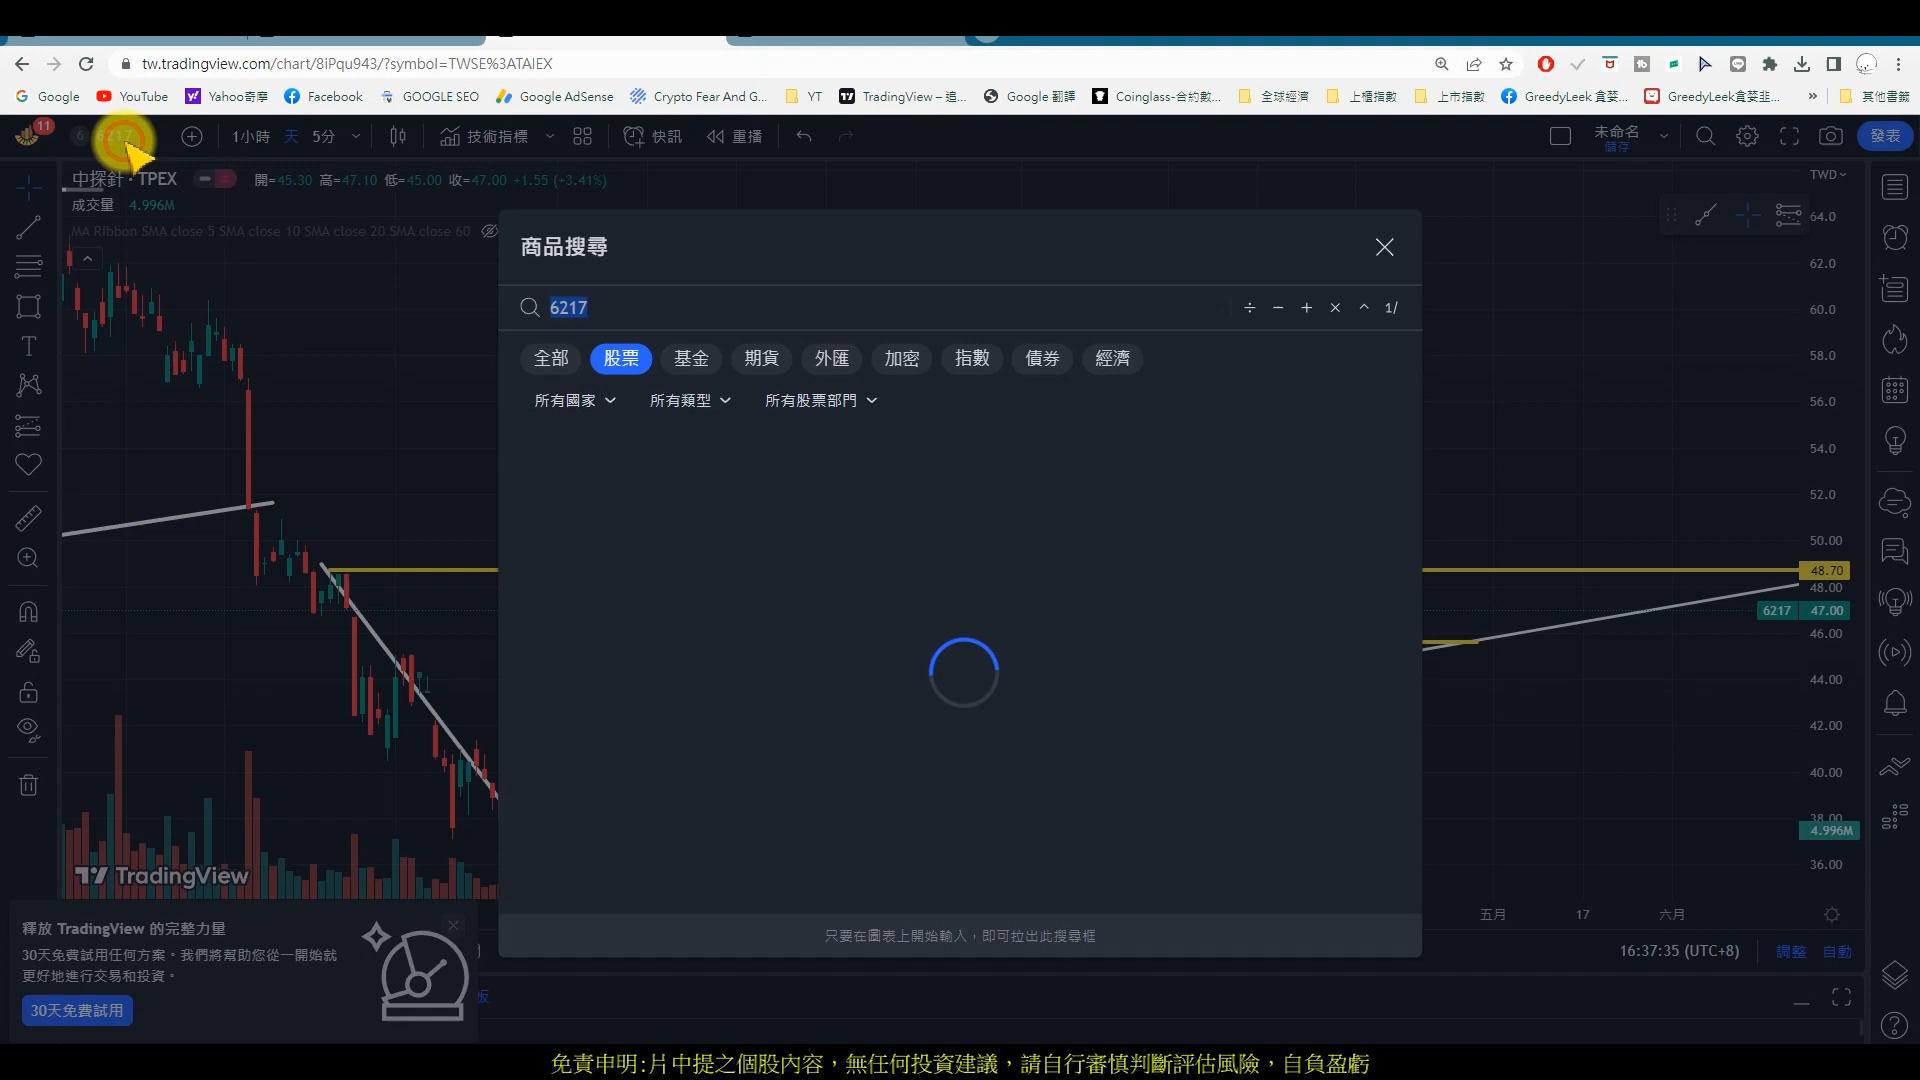 tw.tradingview.com/chart/8iPqu943/?symbol=TWSE%3ATAIEX
Google YouTube Yahoo奇摩 Facebook GOOGLE SEO Google AdSense Crypto Fear And G... YT TradingView – 追... Google 翻譯 Coinglass-合約數... 全球經濟 上櫃指數 上市指數 GreedyLeek 貪婪... GreedyLeek貪婪韭... » 其他書籤
11 6217 1小時 天 5分 技術指標 快訊 重播 未命名 發表
儲存
中探針 · TPEX 開=45.30 高=47.10 低=45.00 收=47.00 +1.55 (+3.41%) TWD
成交量 4.996M
64.0
MA Ribbon SMA close 5 SMA close 10 SMA close 20 SMA close 60
商品搜尋
62.0
6217 ÷ − + × ^ 1/
60.0
全部 股票 基金 期貨 外匯 加密 指數 債券 經濟
58.0
所有國家 所有類型 所有股票部門
56.0
54.0
52.0
50.00
48.70
48.00
6217 47.00
46.00
44.00
42.00
40.00
38.00
4.996M
36.00
TradingView
五月 17 六月
釋放 TradingView 的完整力量
只要在圖表上開始輸入，即可拉出此搜尋框
30天免費試用任何方案。我們將幫助您從一開始就
更好地進行交易和投資。
16:37:35 (UTC+8) 調整 自動
版
30天免費試用
免責申明:片中提之個股內容，無任何投資建議，請自行審慎判斷評估風險，自負盈虧